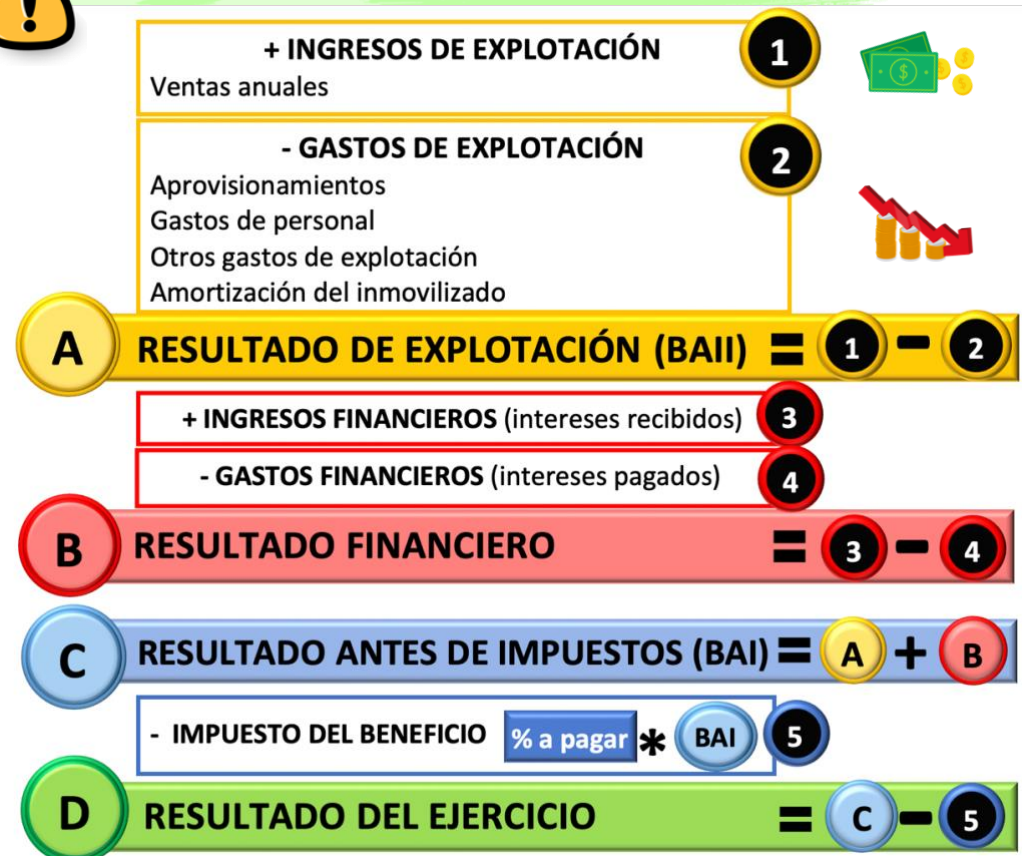 !
+ INGRESOS DE EXPLOTACIÓN 1
Ventas anuales
- GASTOS DE EXPLOTACIÓN 2
Aprovisionamientos
Gastos de personal
Otros gastos de explotación
Amortización del inmovilizado
A RESULTADO DE EXPLOTACIÓN (BAII) = 1 - 2
+ INGRESOS FINANCIEROS (intereses recibidos) 3
- GASTOS FINANCIEROS (intereses pagados) 4
B RESULTADO FINANCIERO = 3 - 4
C RESULTADO ANTES DE IMPUESTOS (BAI) = A + B
- IMPUESTO DEL BENEFICIO % a pagar * BAI 5
D RESULTADO DEL EJERCICIO = C - 5